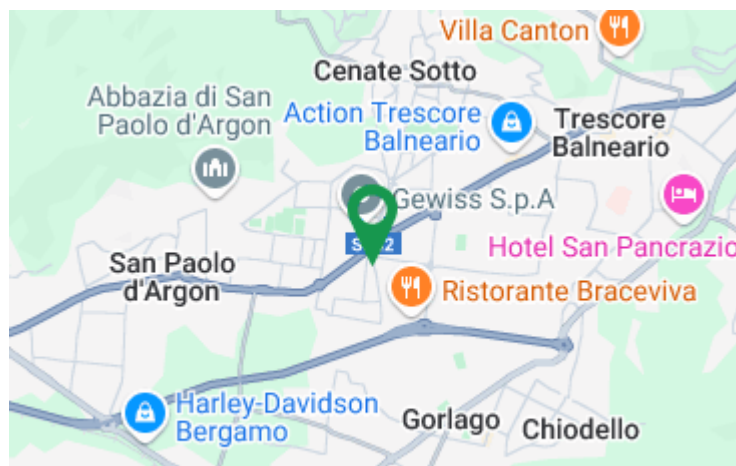 Villa Canton
Cenate Sotto
Abbazia di San
Paolo d'Argon
Action Trescore
Balneario
Trescore
Balneario
Gewiss S.p.A
Hotel San Pancrazio
San Paolo
d'Argon
Ristorante Braceviva
Harley-Davidson
Bergamo
Gorlago
Chiodello